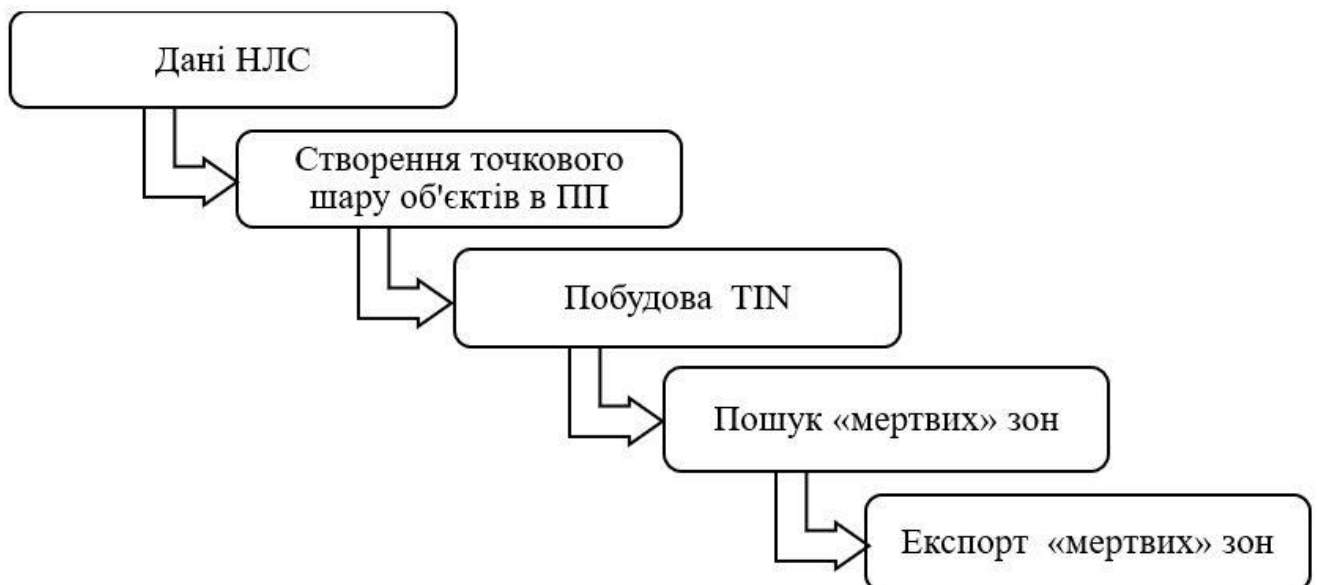 Дані НЛС
Створення точкового
шару об'єктів в ПП
Побудова TIN
Пошук «мертвих» зон
Експорт «мертвих» зон